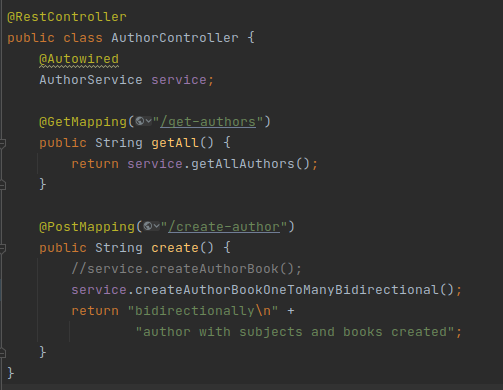 @RestController
public class AuthorController {
@Autowired
AuthorService service;
@GetMapping("/get-authors")
public String getAll() {
return service.getAllAuthors();
}
@PostMapping("/create-author")
public String create() {
//service.createAuthorBook();
service.createAuthorBookOneToManyBidirectional();
return "bidirectionally\n" +
"author with subjects and books created";
}
}